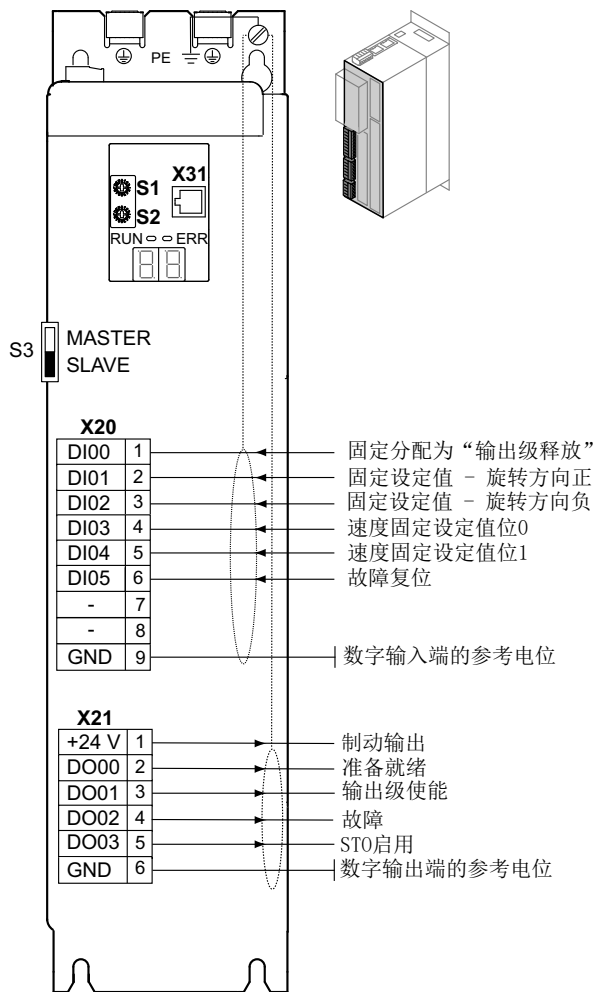 PE
X31
S1
S2
RUN ERR
8 8
S3
MASTER
SLAVE
X20
DI00 1 固定分配为“输出级释放”
DI01 2 固定设定值 - 旋转方向正
DI02 3 固定设定值 - 旋转方向负
DI03 4 速度固定设定值位0
DI04 5 速度固定设定值位1
DI05 6 故障复位
- 7
- 8
GND 9 数字输入端的参考电位
X21
+24 V 1 制动输出
DO00 2 准备就绪
DO01 3 输出级使能
DO02 4 故障
DO03 5 STO启用
GND 6 数字输出端的参考电位